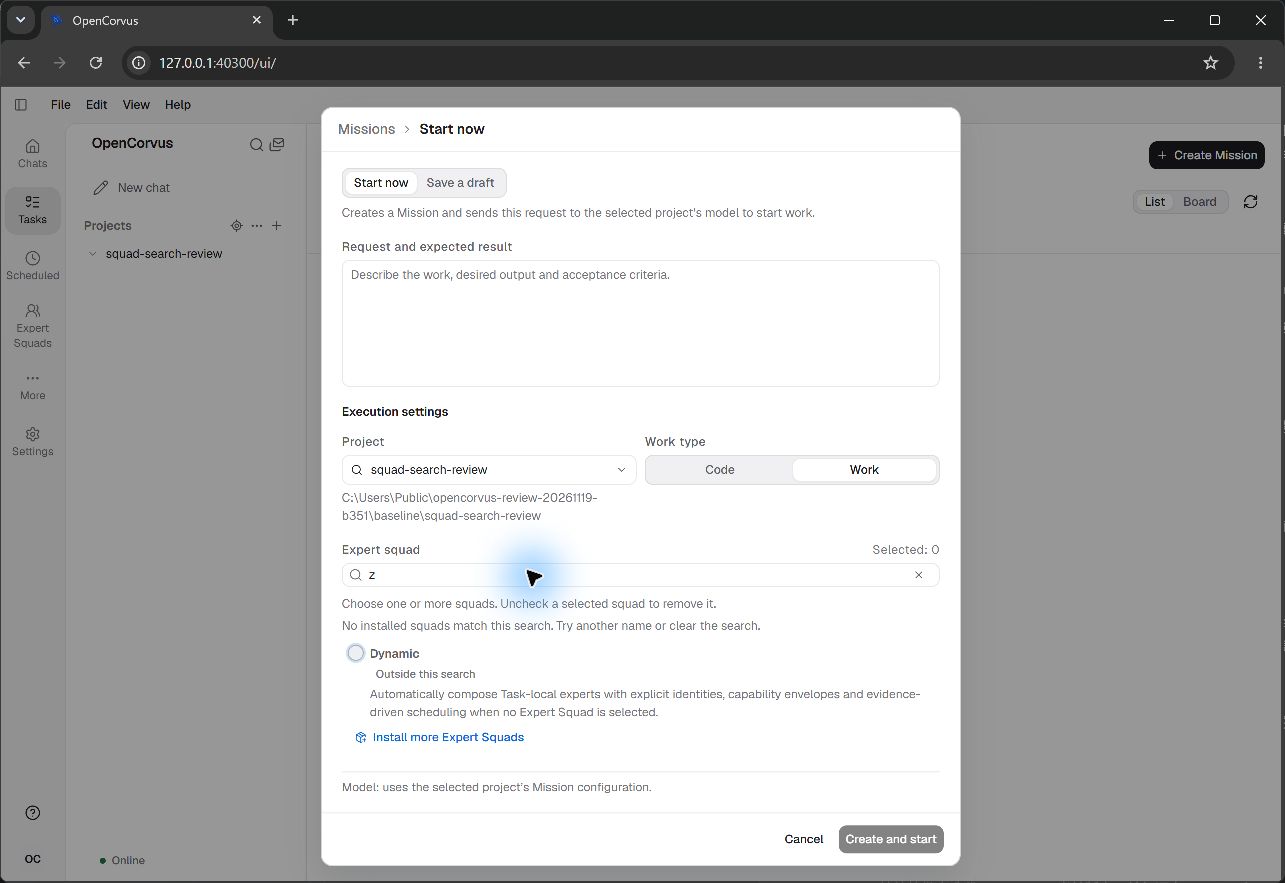 OpenCorvus
127.0.0.1:40300/ui/
File Edit View Help
Chats
Tasks
Scheduled
Expert
Squads
More
Settings
OC
OpenCorvus
New chat
Projects
squad-search-review
Online
Create Mission
List Board
Missions > Start now
Start now Save a draft
Creates a Mission and sends this request to the selected project's model to start work.
Request and expected result
Describe the work, desired output and acceptance criteria.
Execution settings
Project Work type
squad-search-review Code Work
C:\Users\Public\opencorvus-review-20261119-
b351\baseline\squad-search-review
Expert squad Selected: 0
z
Choose one or more squads. Uncheck a selected squad to remove it.
No installed squads match this search. Try another name or clear the search.
Dynamic
Outside this search
Automatically compose Task-local experts with explicit identities, capability envelopes and evidence-
driven scheduling when no Expert Squad is selected.
Install more Expert Squads
Model: uses the selected project's Mission configuration.
Cancel Create and start